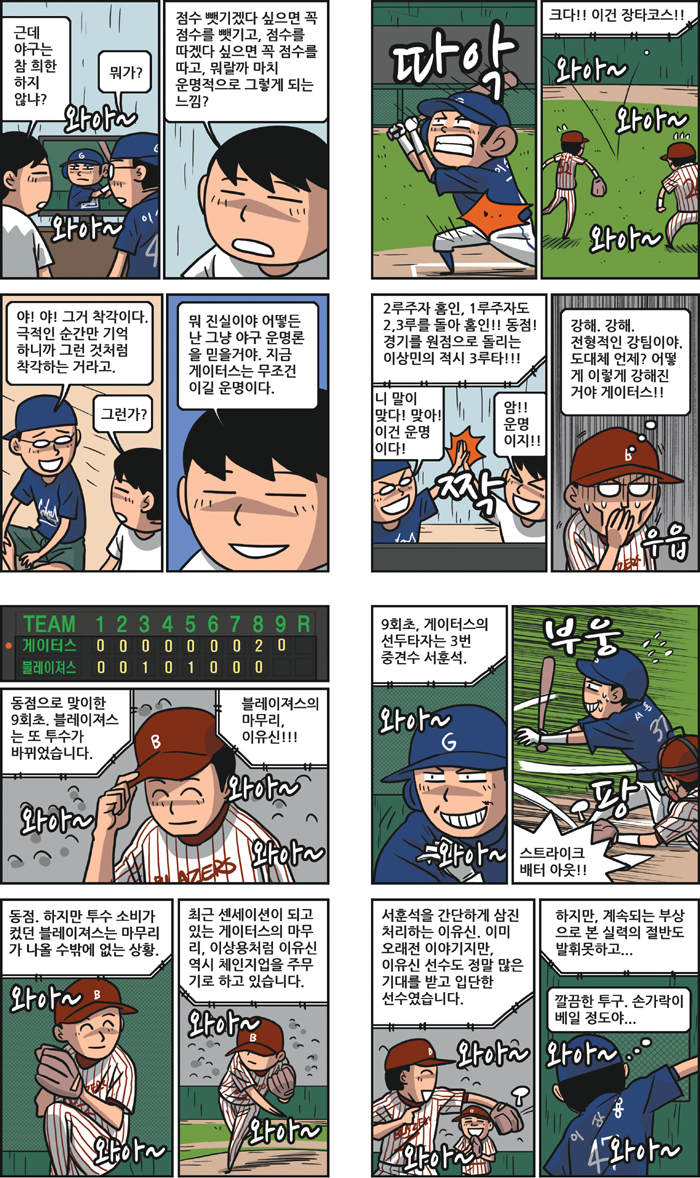 근데
야구는
참 희한
하지
않냐?
뭐가?
와아~
G
와아~
이
4
점수 뺏기겠다 싶으면 꼭
점수를 뺏기고, 점수를
따겠다 싶으면 꼭 점수를
따고, 뭐랄까 마치
운명적으로 그렇게 되는
느낌?
야! 야! 그거 착각이다.
극적인 순간만 기억
하니까 그런 것처럼
착각하는 거라고.
그런가?
뭐 진실이야 어떻든
난 그냥 야구 운명론
을 믿을거야. 지금
게이터스는 무조건
이길 운명이다.
따악
크다!! 이건 장타코스!!
와아~
와아~
와아~
2루주자 홈인, 1루주자도
2,3루를 돌아 홈인!! 동점!
경기를 원점으로 돌리는
이상민의 적시 3루타!!!
니 말이
맞다! 맞아!
이건 운명
이다!
암!!
운명
이지!!
짝
강해. 강해.
전형적인 강팀이야.
도대체 언제? 어떻
게 이렇게 강해진
거야 게이터스!!
B
우읍
BLAZERS
TEAM 1 2 3 4 5 6 7 8 9 R
게이터스 0 0 0 0 0 0 0 2 0
블레이져스 0 0 1 0 1 0 0 0
동점으로 맞이한
9회초. 블레이져스
는 또 투수가
바뀌었습니다.
블레이져스의
마무리,
이유신!!!
B
와아~
와아~
와아~
BLAZERS
9회초, 게이터스의
선두타자는 3번
중견수 서훈석.
와아~
G
와아~
부웅
37
팡
스트라이크
배터 아웃!!
동점. 하지만 투수 소비가
컸던 블레이져스는 마무리
가 나올 수밖에 없는 상황.
와아~
B
와아~
최근 센세이션이 되고
있는 게이터스의 마무
리, 이상용처럼 이유신
역시 체인지업을 주무
기로 하고 있습니다.
와아~
B
와아~
서훈석을 간단하게 삼진
처리하는 이유신. 이미
오래전 이야기지만,
이유신 선수도 정말 많은
기대를 받고 입단한
선수였습니다.
와아~
B
BLAZERS
와아~
하지만, 계속되는 부상
으로 본 실력의 절반도
발휘못하고...
깔끔한 투구. 손가락이
베일 정도야...
와아~
이상용
47
와아~